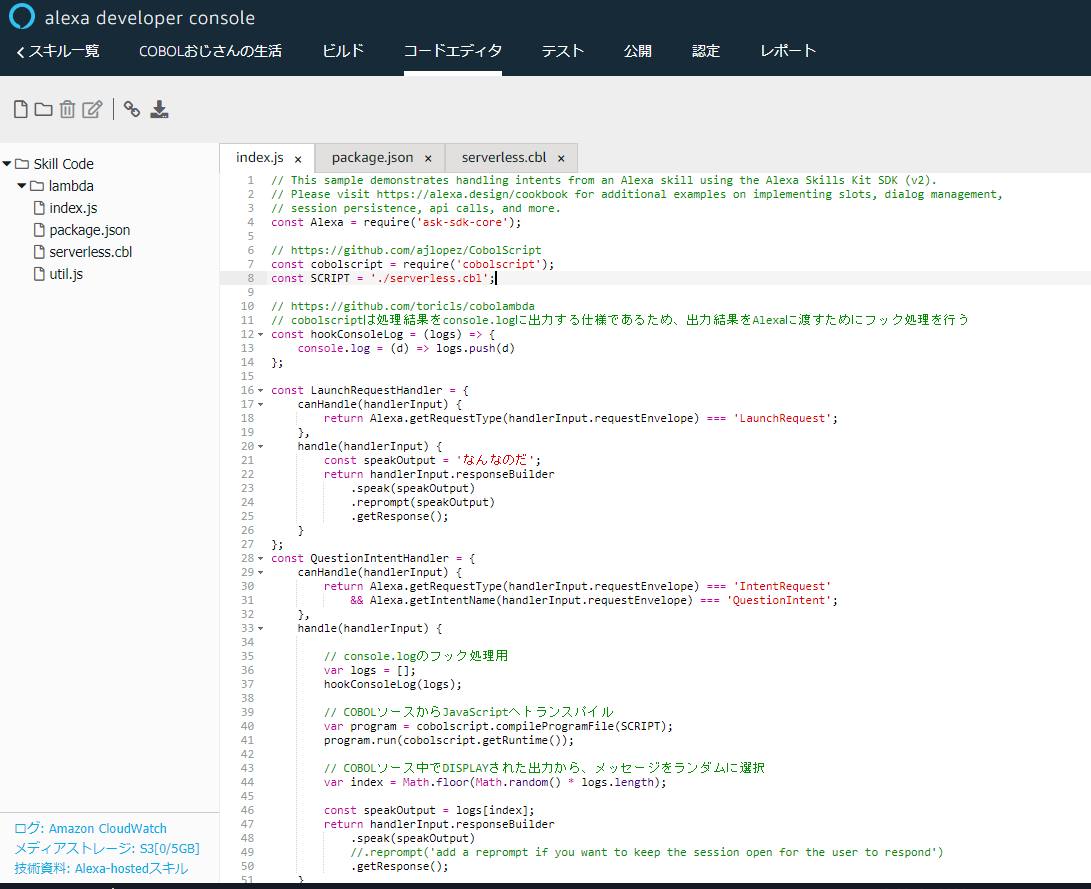 alexa developer console
スキル一覧 COBOLおじさんの生活 ビルド コードエディタ テスト 公開 認定 レポート
Skill Code
lambda
index.js
package.json
serverless.cbl
util.js
ログ: Amazon CloudWatch
メディアストレージ: S3[0/5GB]
技術資料: Alexa-hostedスキル
index.js × package.json × serverless.cbl ×
1 // This sample demonstrates handling intents from an Alexa skill using the Alexa Skills Kit SDK (v2).
2 // Please visit https://alexa.design/cookbook for additional examples on implementing slots, dialog management,
3 // session persistence, api calls, and more.
4 const Alexa = require('ask-sdk-core');
5
6 // https://github.com/ajlopez/CobolScript
7 const cobolscript = require('cobolscript');
8 const SCRIPT = './serverless.cbl';
9
10 // https://github.com/toricls/cobolambda
11 // cobolscriptは処理結果をconsole.logに出力する仕様であるため、出力結果をAlexaに渡すためにフック処理を行う
12 const hookConsoleLog = (logs) => {
13     console.log = (d) => logs.push(d)
14 };
15
16 const LaunchRequestHandler = {
17     canHandle(handlerInput) {
18         return Alexa.getRequestType(handlerInput.requestEnvelope) === 'LaunchRequest';
19     },
20     handle(handlerInput) {
21         const speakOutput = 'なんなのだ';
22         return handlerInput.responseBuilder
23             .speak(speakOutput)
24             .reprompt(speakOutput)
25             .getResponse();
26     }
27 };
28 const QuestionIntentHandler = {
29     canHandle(handlerInput) {
30         return Alexa.getRequestType(handlerInput.requestEnvelope) === 'IntentRequest'
31             && Alexa.getIntentName(handlerInput.requestEnvelope) === 'QuestionIntent';
32     },
33     handle(handlerInput) {
34
35         // console.logのフック処理用
36         var logs = [];
37         hookConsoleLog(logs);
38
39         // COBOLソースからJavaScriptへトランスパイル
40         var program = cobolscript.compileProgramFile(SCRIPT);
41         program.run(cobolscript.getRuntime());
42
43         // COBOLソース中でDISPLAYされた出力から、メッセージをランダムに選択
44         var index = Math.floor(Math.random() * logs.length);
45
46         const speakOutput = logs[index];
47         return handlerInput.responseBuilder
48             .speak(speakOutput)
49             //.reprompt('add a reprompt if you want to keep the session open for the user to respond')
50             .getResponse();
51     }